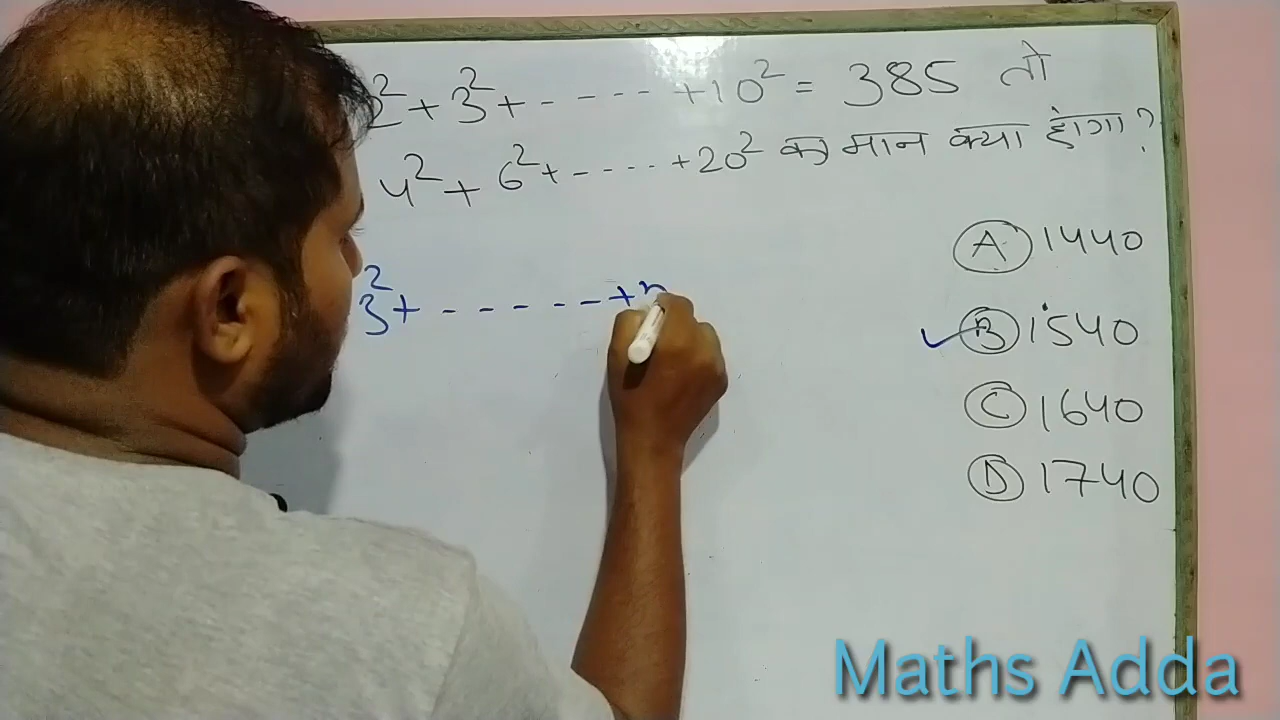 2² + 3² + - - - - - + 10² = 385 तो
4² + 6² + - - - - - + 20² का मान क्या होगा?
3² + - - - - - - + n
Ⓐ 1440
✓ Ⓑ 1540
Ⓒ 1640
Ⓓ 1740
Maths Adda